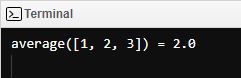 Terminal
average([1, 2, 3]) = 2.0